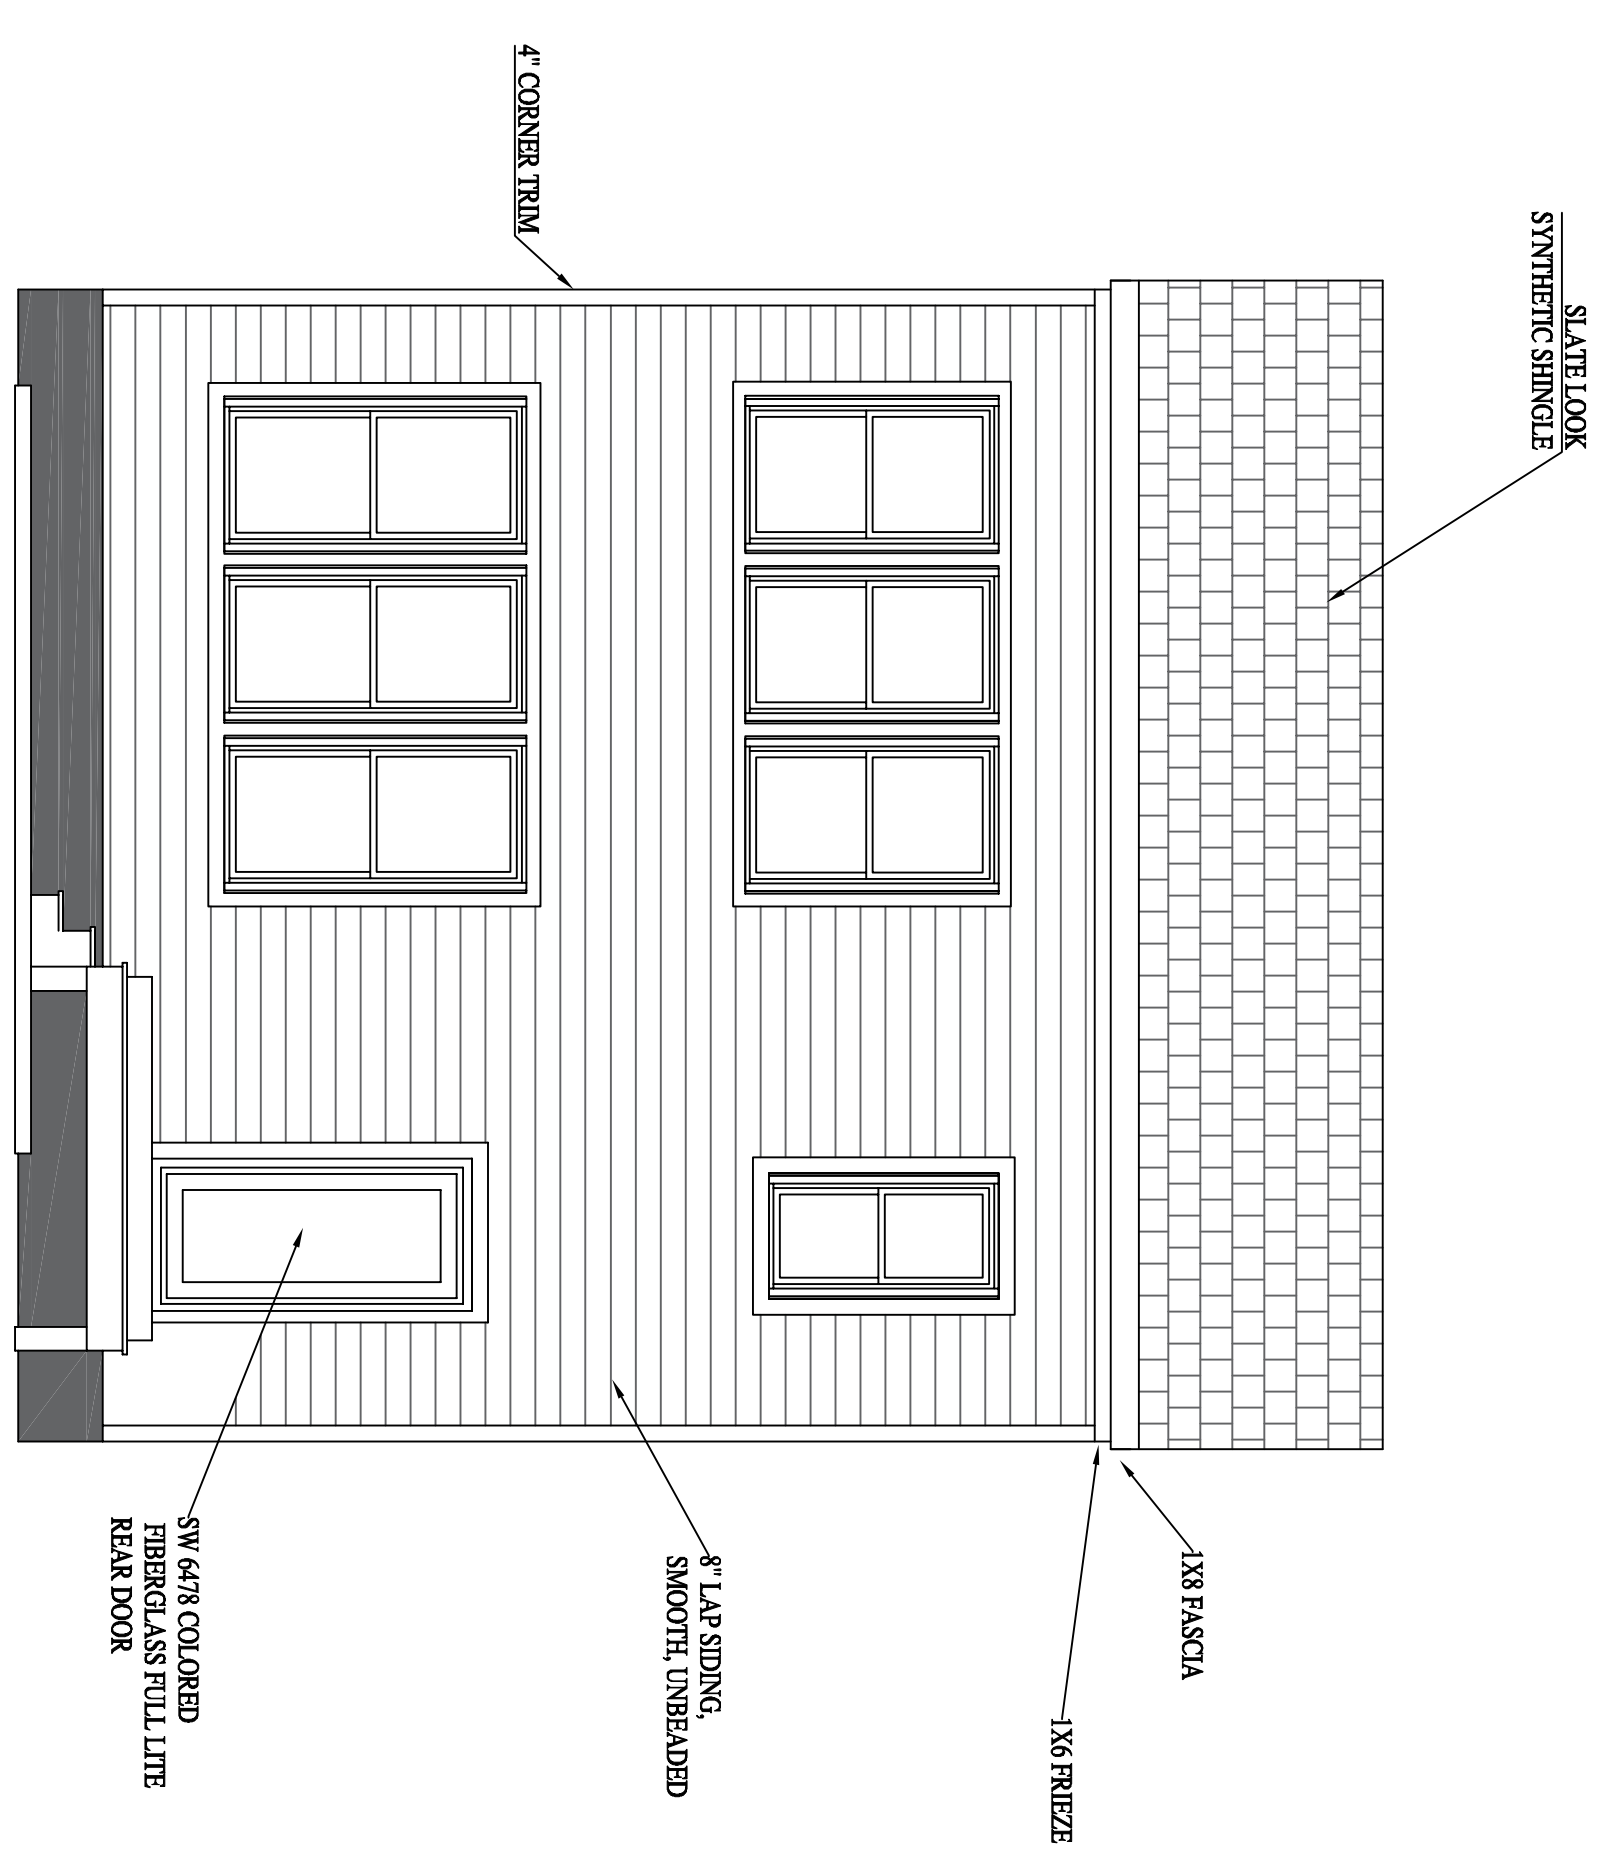 SLATE LOOK
SYNTHETIC SHINGLE
4" CORNER TRIM
1X8 FASCIA
1X6 FRIEZE
8" LAP SIDING,
SMOOTH, UNBEADED
SW 6478 COLORED
FIBERGLASS FULL LITE
REAR DOOR